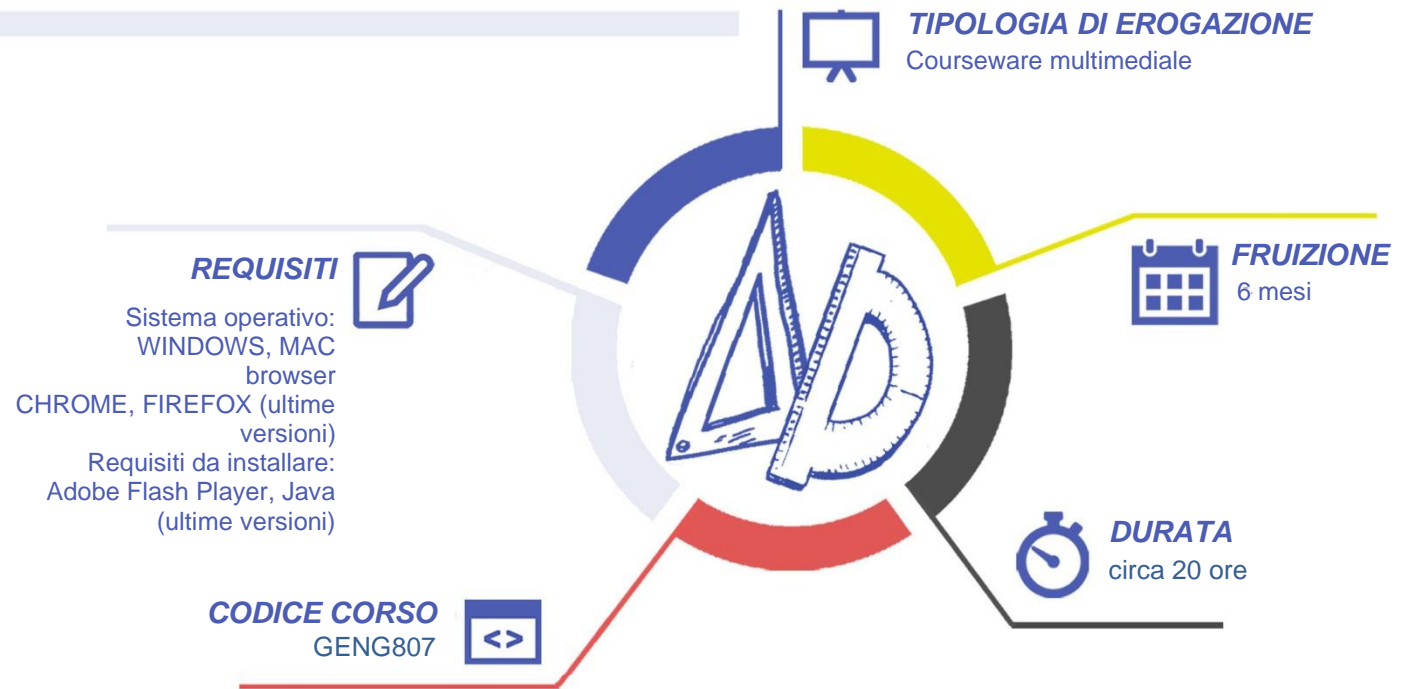 TIPOLOGIA DI EROGAZIONE
Courseware multimediale
REQUISITI
Sistema operativo:
WINDOWS, MAC
browser
CHROME, FIREFOX (ultime
versioni)
Requisiti da installare:
Adobe Flash Player, Java
(ultime versioni)
FRUIZIONE
6 mesi
DURATA
circa 20 ore
CODICE CORSO
GENG807
<>